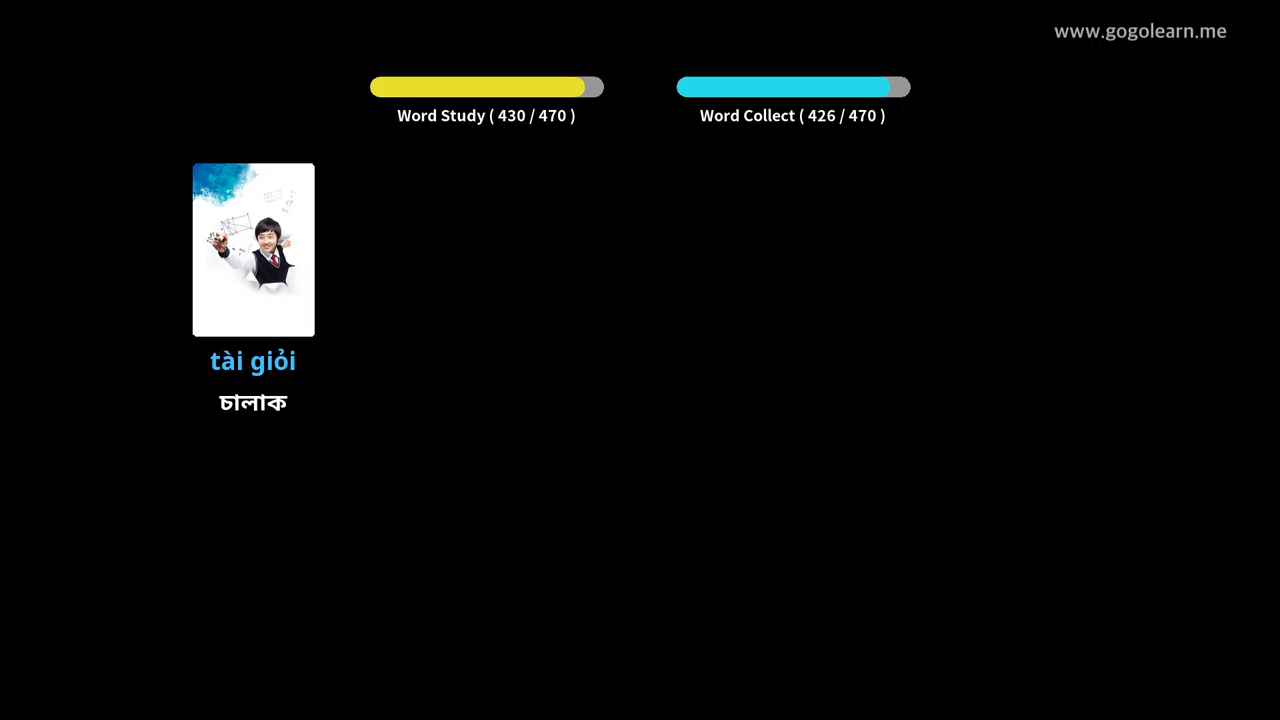 www.gogolearn.me
Word Study ( 430 / 470 )
Word Collect ( 426 / 470 )
tài giỏi
চালাক